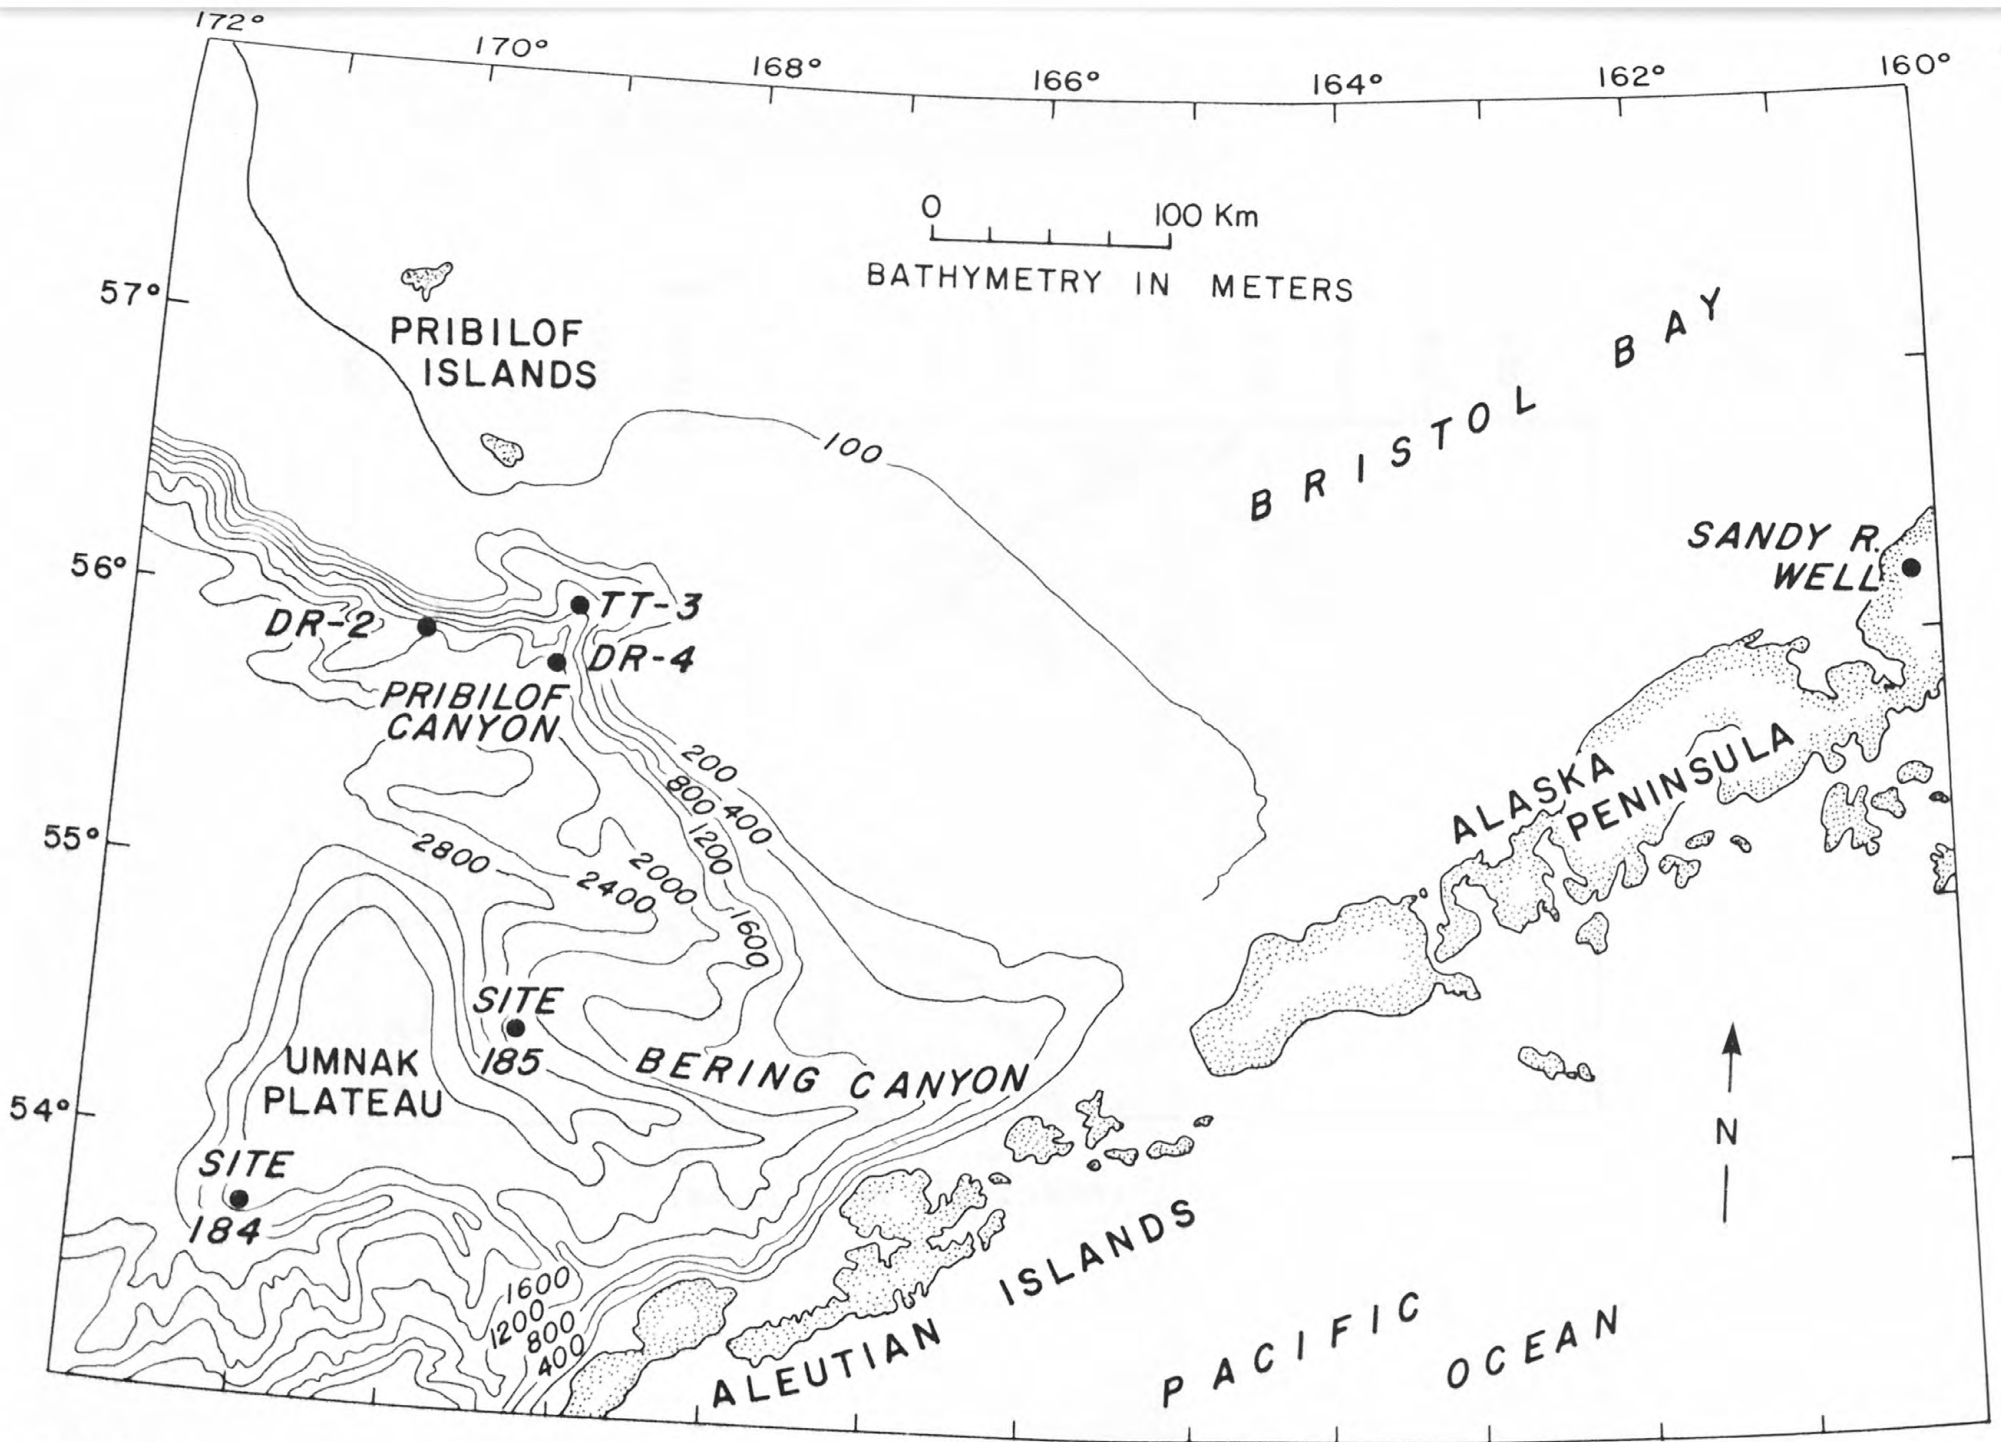 172°
170°
168°
166°
164°
162°
160°
0
100 Km
BATHYMETRY IN METERS
57°
PRIBILOF
ISLANDS
BRISTOL BAY
100
SANDY R.
WELL
56°
TT-3
DR-2
DR-4
PRIBILOF
CANYON
200
800
400
1200
ALASKA
PENINSULA
55°
2800
2000
2400
1600
SITE
185
UMNAK
PLATEAU
BERING CANYON
54°
N
SITE
184
ALEUTIAN ISLANDS
1600
1200
800
400
PACIFIC
OCEAN